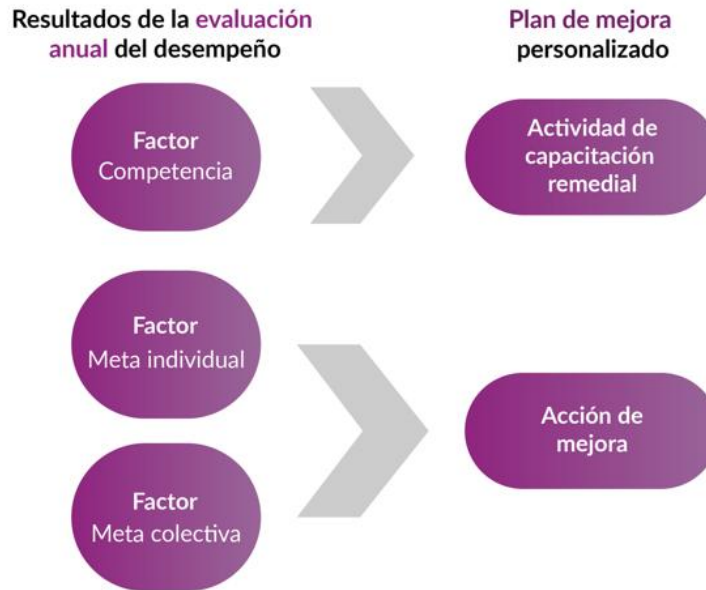 Resultados de la evaluación
anual del desempeño
Plan de mejora
personalizado
Factor
Competencia
Actividad de
capacitación
remedial
Factor
Meta individual
Factor
Meta colectiva
Acción de
mejora